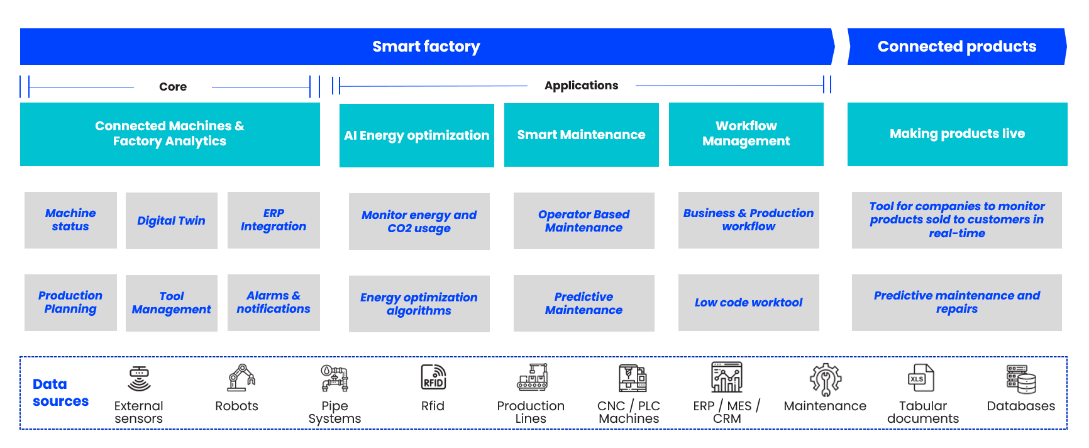 Smart factory
Connected products
Core
Applications
Connected Machines &
Factory Analytics
AI Energy optimization
Smart Maintenance
Workflow
Management
Making products live
Machine
status
Digital Twin
ERP
Integration
Monitor energy and
CO2 usage
Operator Based
Maintenance
Business & Production
workflow
Tool for companies to monitor
products sold to customers in
real-time
Production
Planning
Tool
Management
Alarms &
notifications
Energy optimization
algorithms
Predictive
Maintenance
Low code worktool
Predictive maintenance and
repairs
Data
sources
External
sensors
Robots
Pipe
Systems
RFID
Rfid
Production
Lines
CNC / PLC
Machines
ERP / MES /
CRM
Maintenance
XLS
Tabular
documents
Databases